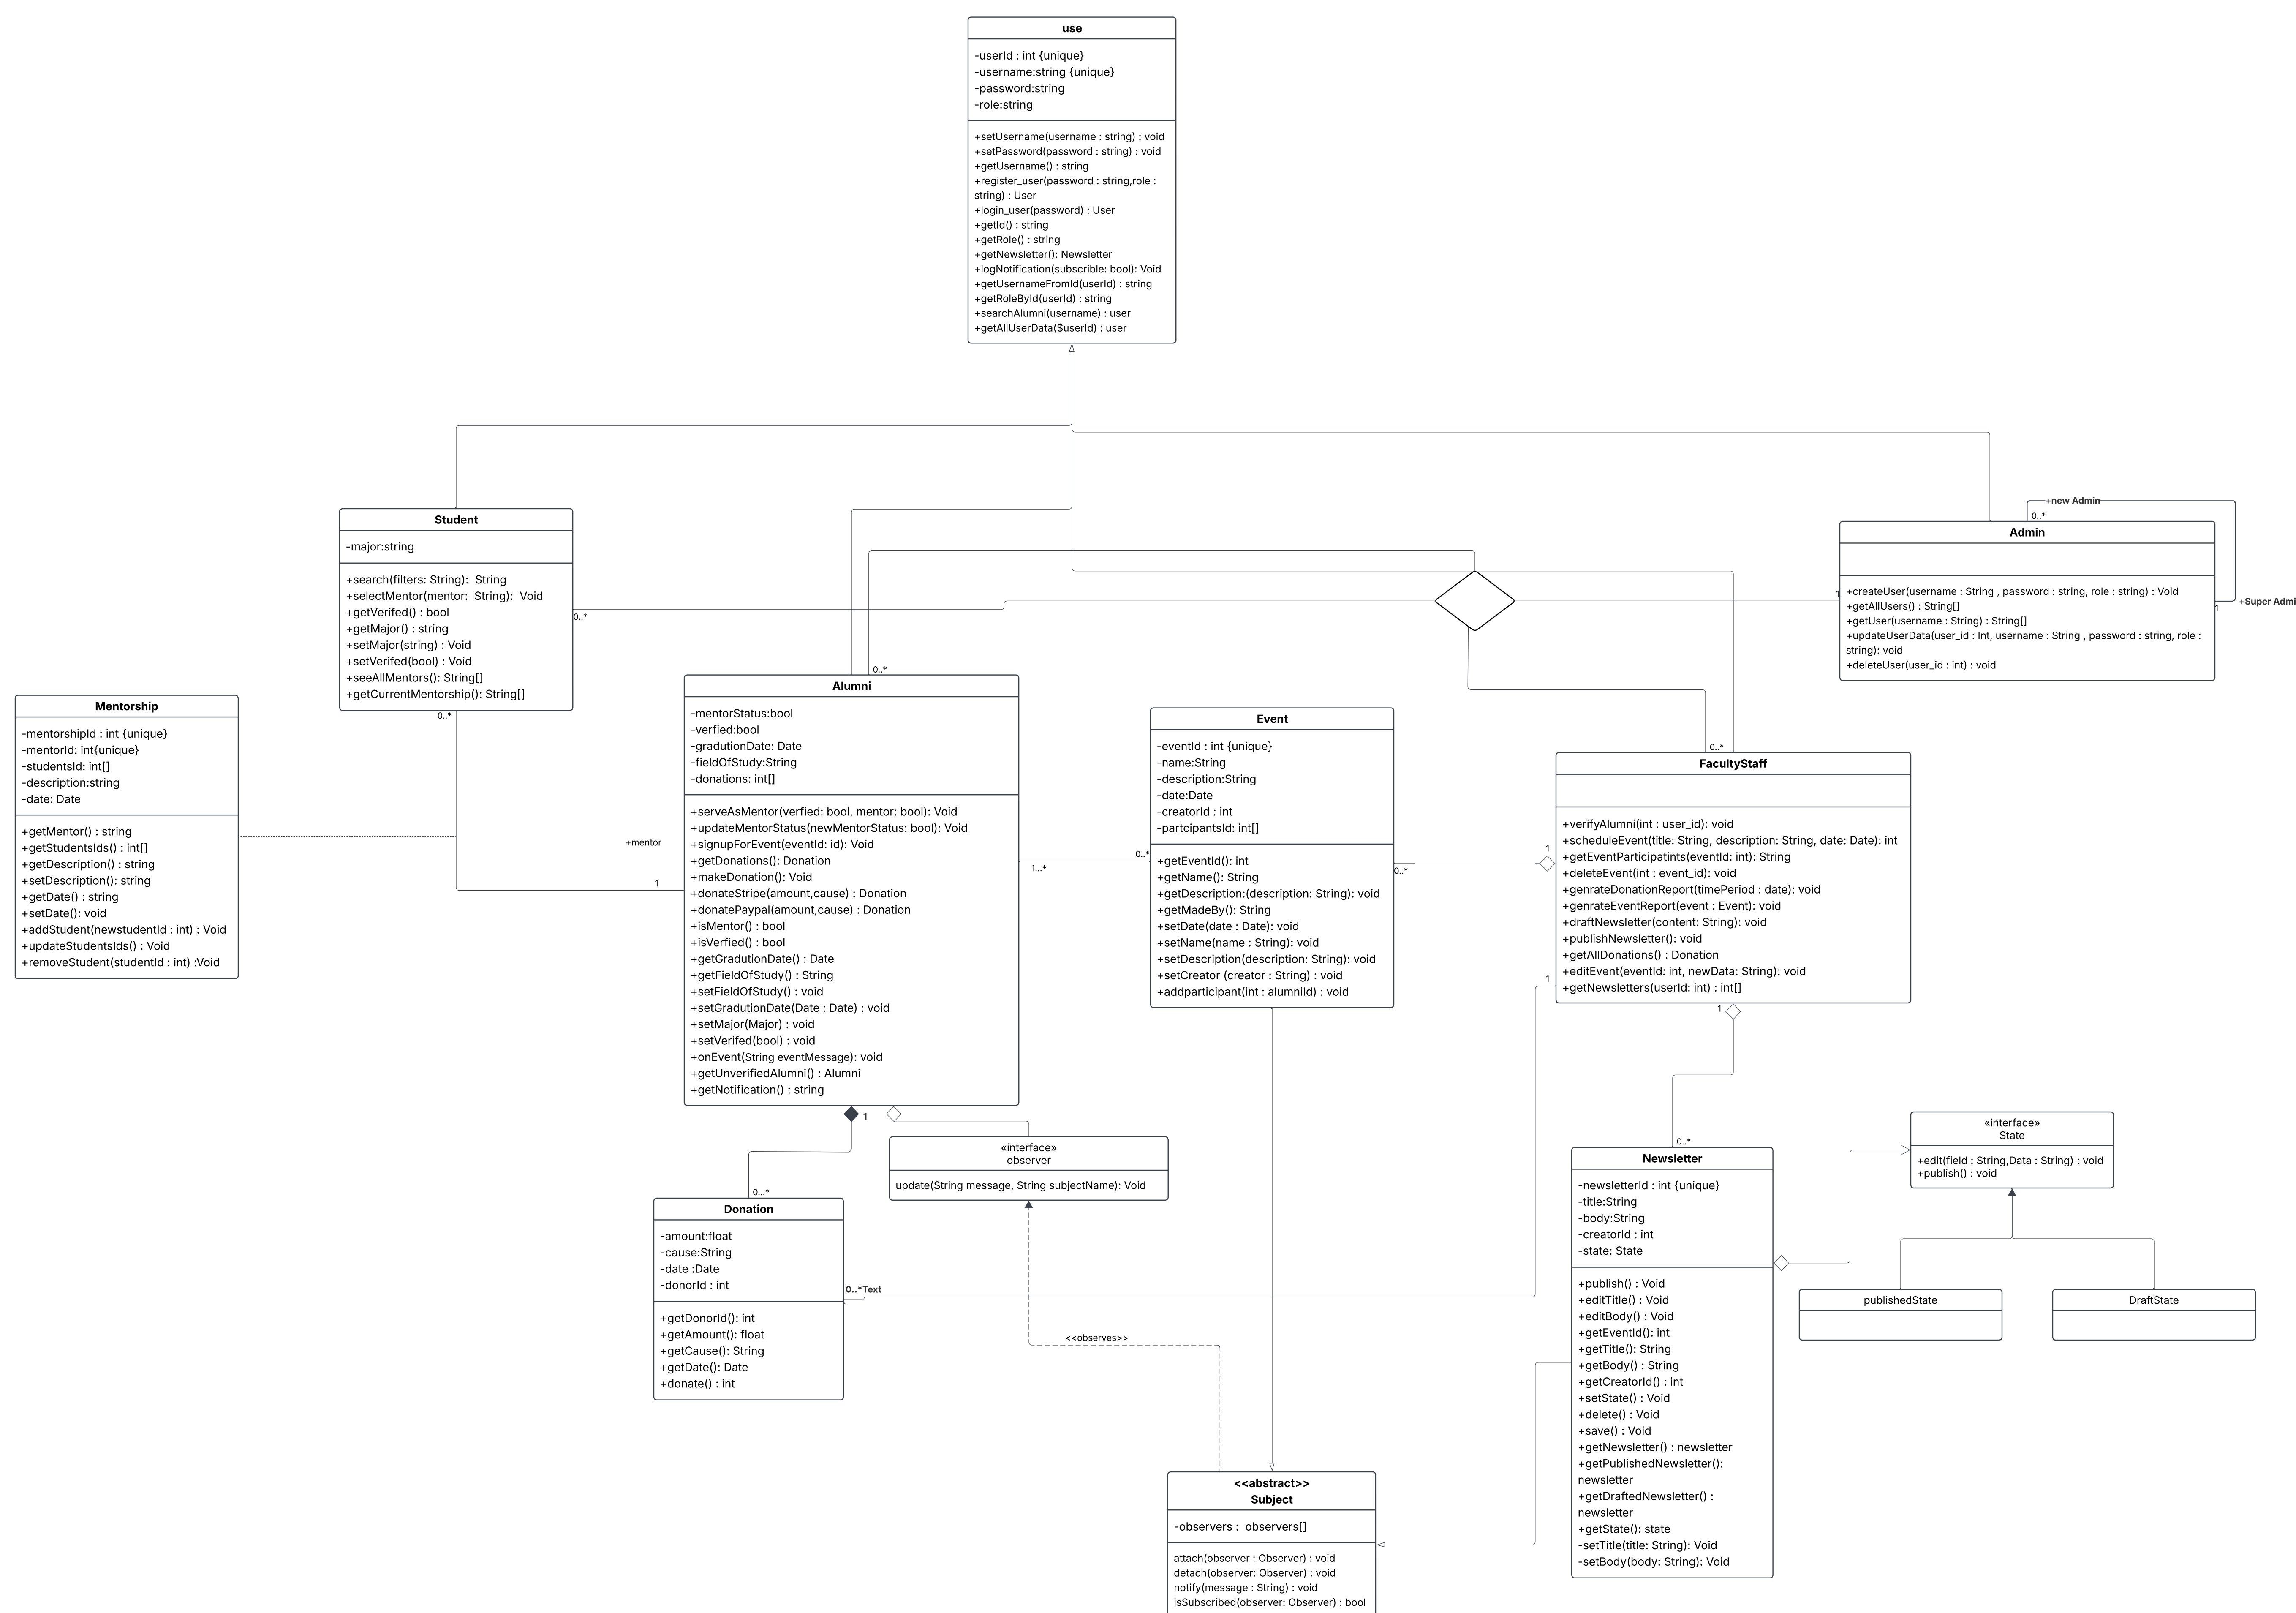 use
-userId : int {unique}
-username:string {unique}
-password:string
-role:string
+setUsername(username : string) : void
+setPassword(password : string) : void
+getUsername() : string
+register_user(password : string,role :
string) : User
+login_user(password) : User
+getId() : string
+getRole() : string
+getNewsletter(): Newsletter
+logNotification(subscrible: bool): Void
+getUsernameFromId(userId) : string
+getRoleById(userId) : string
+searchAlumni(username) : user
+getAllUserData($userId) : user
Student
-major:string
+search(filters: String):  String
+selectMentor(mentor:  String):  Void
+getVerifed() : bool
+getMajor() : string
+setMajor(string) : Void
+setVerifed(bool) : Void
+seeAllMentors(): String[]
+getCurrentMentorship(): String[]
0..*
0..*
+new Admin
0..*
Admin
+createUser(username : String , password : string, role : string) : Void
+getAllUsers() : String[]
+getUser(username : String) : String[]
+updateUserData(user_id : Int, username : String , password : string, role :
string): void
+deleteUser(user_id : int) : void
1
1
+Super Admi
Mentorship
-mentorshipId : int {unique}
-mentorId: int{unique}
-studentsId: int[]
-description:string
-date: Date
+getMentor() : string
+getStudentsIds() : int[]
+getDescription() : string
+setDescription(): string
+getDate() : string
+setDate(): void
+addStudent(newstudentId : int) : Void
+updateStudentsIds() : Void
+removeStudent(studentId : int) :Void
+mentor
1
0..*
Alumni
-mentorStatus:bool
-verfied:bool
-gradutionDate: Date
-fieldOfStudy:String
-donations: int[]
+serveAsMentor(verfied: bool, mentor: bool): Void
+updateMentorStatus(newMentorStatus: bool): Void
+signupForEvent(eventId: id): Void
+getDonations(): Donation
+makeDonation(): Void
+donateStripe(amount,cause) : Donation
+donatePaypal(amount,cause) : Donation
+isMentor() : bool
+isVerfied() : bool
+getGradutionDate() : Date
+getFieldOfStudy() : String
+setFieldOfStudy() : void
+setGradutionDate(Date : Date) : void
+setMajor(Major) : void
+setVerifed(bool) : void
+onEvent(String eventMessage): void
+getUnverifiedAlumni() : Alumni
+getNotification() : string
1...*
0..*
Event
-eventId : int {unique}
-name:String
-description:String
-date:Date
-creatorId : int
-partcipantsId: int[]
+getEventId(): int
+getName(): String
+getDescription:(description: String): void
+getMadeBy(): String
+setDate(date : Date): void
+setName(name : String): void
+setDescription(description: String): void
+setCreator (creator : String) : void
+addparticipant(int : alumniId) : void
0..*
1
0..*
FacultyStaff
+verifyAlumni(int : user_id): void
+scheduleEvent(title: String, description: String, date: Date): int
+getEventParticipatints(eventId: int): String
+deleteEvent(int : event_id): void
+genrateDonationReport(timePeriod : date): void
+genrateEventReport(event : Event): void
+draftNewsletter(content: String): void
+publishNewsletter(): void
+getAllDonations() : Donation
+editEvent(eventId: int, newData: String): void
+getNewsletters(userId: int) : int[]
1
1
1
0...*
Donation
-amount:float
-cause:String
-date :Date
-donorId : int
+getDonorId(): int
+getAmount(): float
+getCause(): String
+getDate(): Date
+donate() : int
0..*Text
«interface»
observer
update(String message, String subjectName): Void
<<observes>>
<<abstract>>
Subject
-observers :  observers[]
attach(observer : Observer) : void
detach(observer: Observer) : void
notify(message : String) : void
isSubscribed(observer: Observer) : bool
0..*
Newsletter
-newsletterId : int {unique}
-title:String
-body:String
-creatorId : int
-state: State
+publish() : Void
+editTitle() : Void
+editBody() : Void
+getEventId(): int
+getTitle(): String
+getBody() : String
+getCreatorId() : int
+setState() : Void
+delete() : Void
+save() : Void
+getNewsletter() : newsletter
+getPublishedNewsletter():
newsletter
+getDraftedNewsletter() :
newsletter
+getState(): state
-setTitle(title: String): Void
-setBody(body: String): Void
«interface»
State
+edit(field : String,Data : String) : void
+publish() : void
publishedState
DraftState